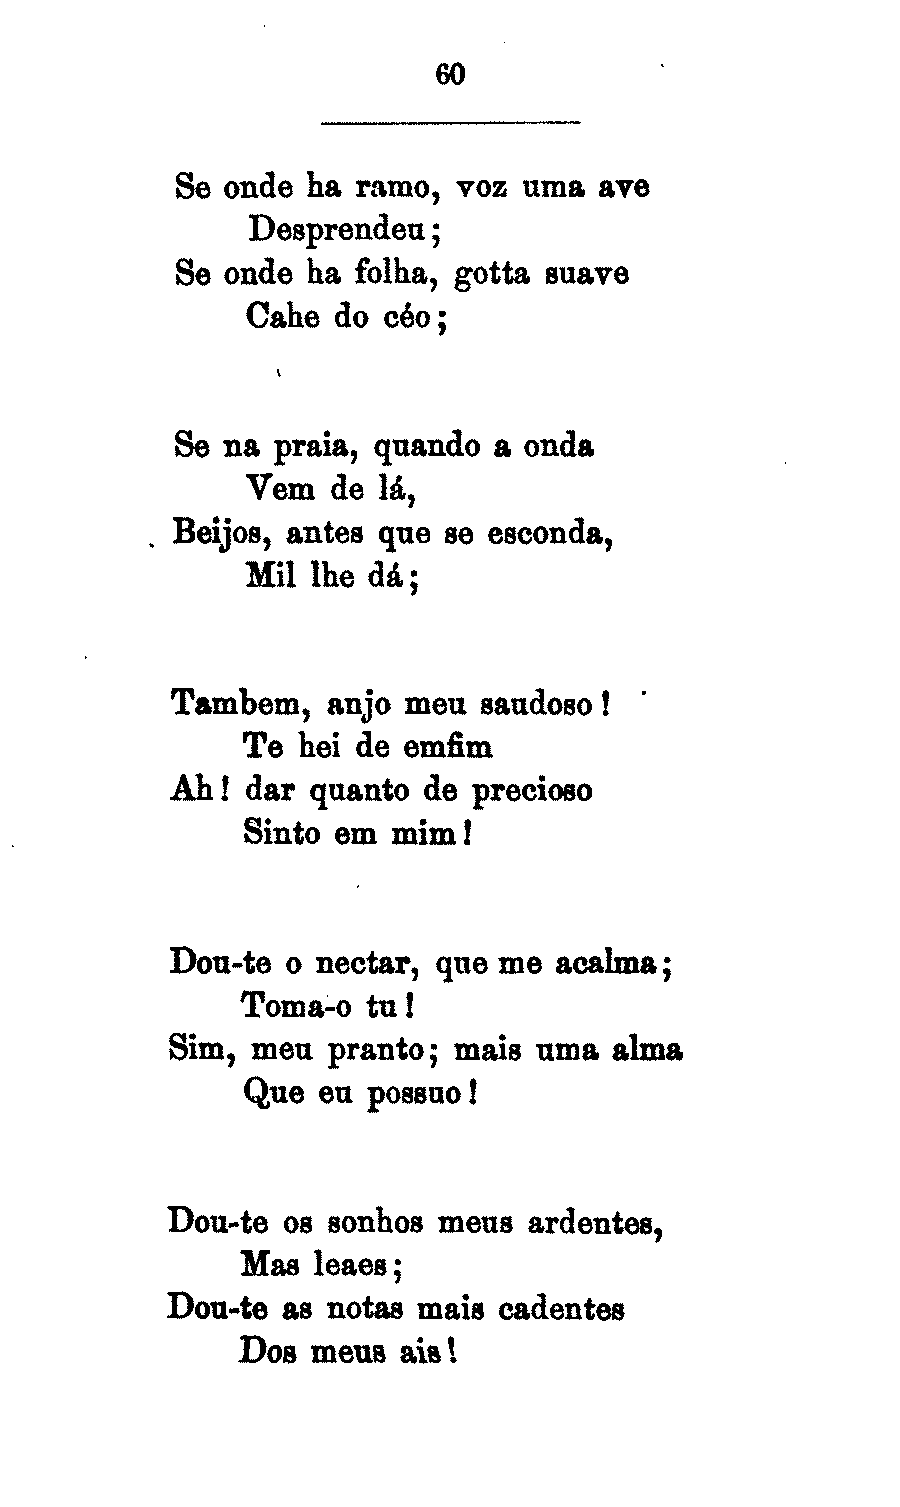 60
Se onde ha ramo, voz uma ave
Desprendeu;
Se onde ha folha, gotta suave
Cahe do céo;
Se na praia, quando a onda
Vem de lá,
Beijos, antes que se esconda,
Mil lhe dá;
Tambem, anjo meu saudoso!
Te hei de emfim
Ah! dar quanto de precioso
Sinto em mim!
Dou-te o nectar, que me acalma;
Toma-o tu!
Sim, meu pranto; mais uma alma
Que eu possuo!
Dou-te os sonhos meus ardentes,
Mas leaes;
Dou-te as notas mais cadentes
Dos meus ais!